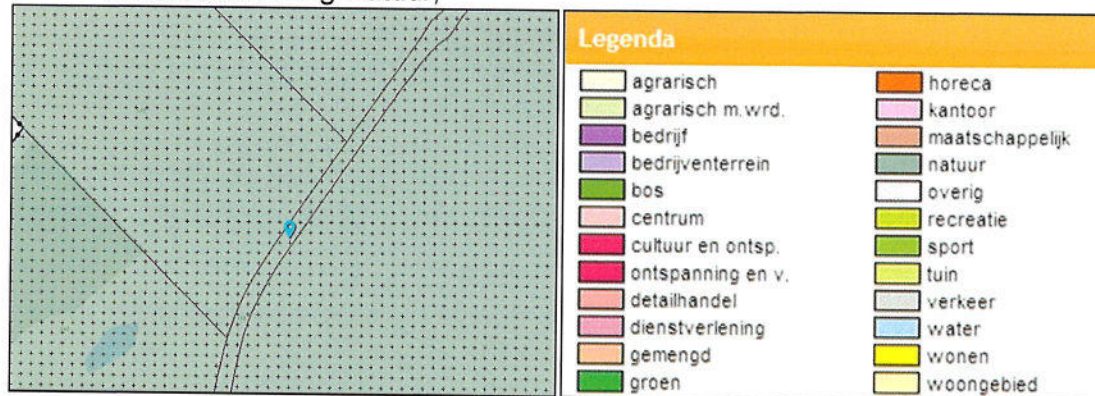 Legenda
agrarisch
agrarisch m.wrd.
bedrijf
bedrijventerrein
bos
centrum
cultuur en ontsp.
ontspanning en v.
detailhandel
dienstverlening
gemengd
groen
horeca
kantoor
maatschappelijk
natuur
overig
recreatie
sport
tuin
verkeer
water
wonen
woongebied